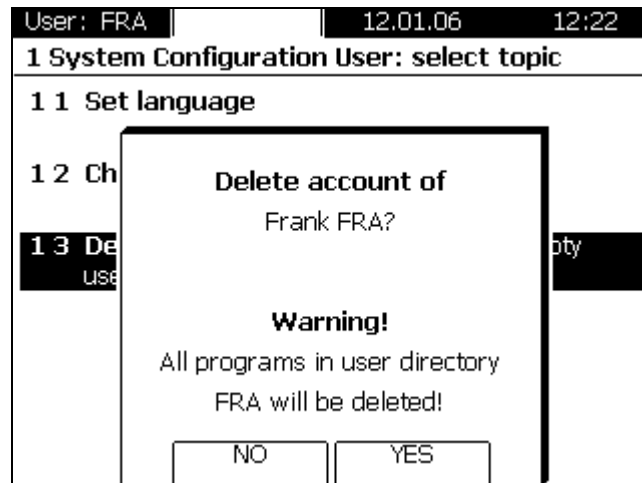 User: FRA 12.01.06 12:22
1 System Configuration User: select topic
1 1 Set language
1 2 Ch
Delete account of
Frank FRA?
1 3 De pty
use
Warning!
All programs in user directory
FRA will be deleted!
NO YES